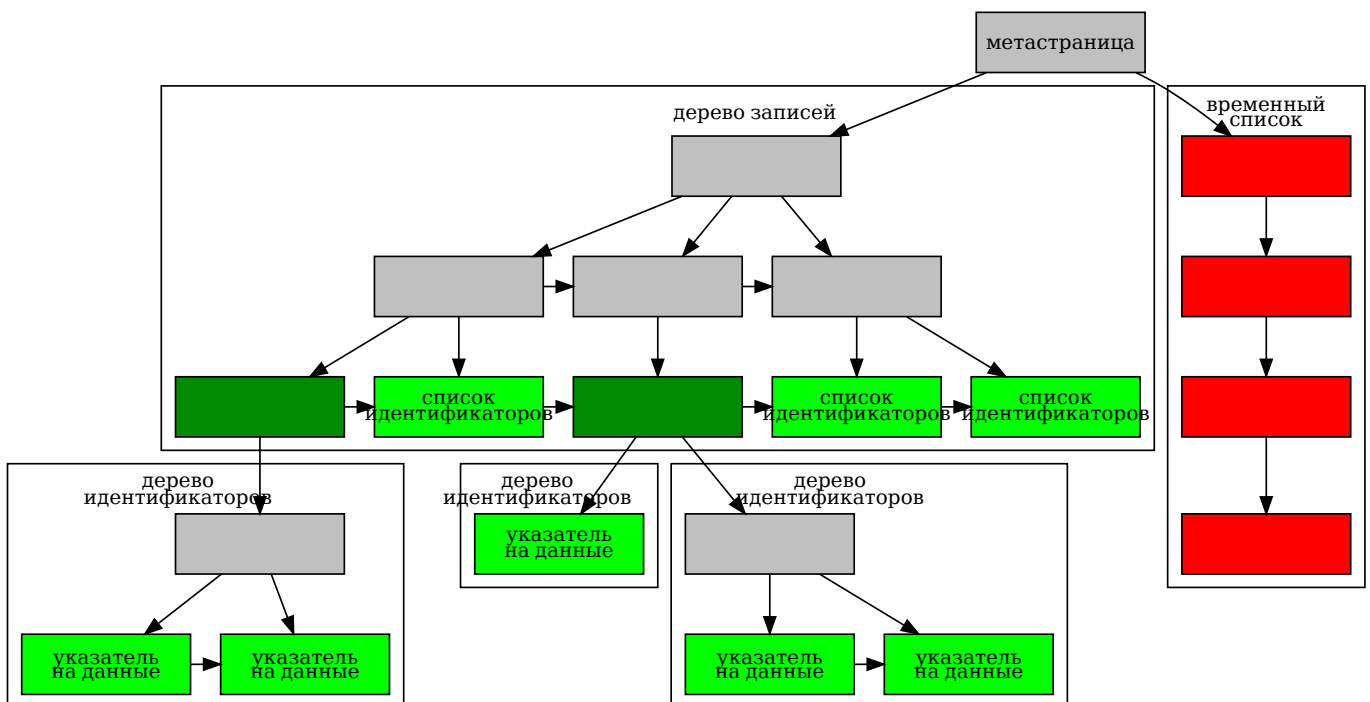 метастраница
дерево записей
временный
список
список
идентификаторов
список
идентификаторов
список
идентификаторов
дерево
идентификаторов
дерево
идентификаторов
дерево
идентификаторов
указатель
на данные
указатель
на данные
указатель
на данные
указатель
на данные
указатель
на данные